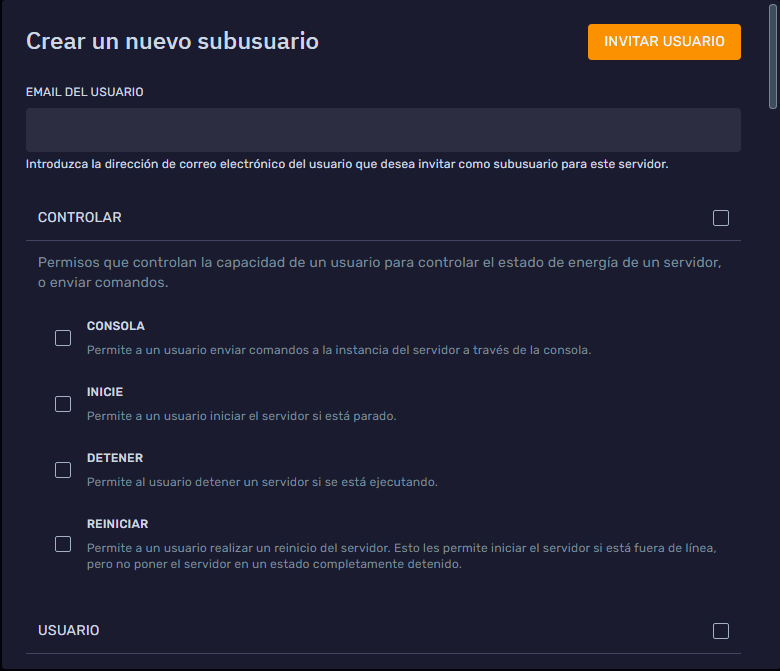 Crear un nuevo subusuario
INVITAR USUARIO
EMAIL DEL USUARIO
Introduzca la dirección de correo electrónico del usuario que desea invitar como subusuario para este servidor.
CONTROLAR
Permisos que controlan la capacidad de un usuario para controlar el estado de energía de un servidor,
o enviar comandos.
CONSOLA
Permite a un usuario enviar comandos a la instancia del servidor a través de la consola.
INICIE
Permite a un usuario iniciar el servidor si está parado.
DETENER
Permite al usuario detener un servidor si se está ejecutando.
REINICIAR
Permite a un usuario realizar un reinicio del servidor. Esto les permite iniciar el servidor si está fuera de línea,
pero no poner el servidor en un estado completamente detenido.
USUARIO